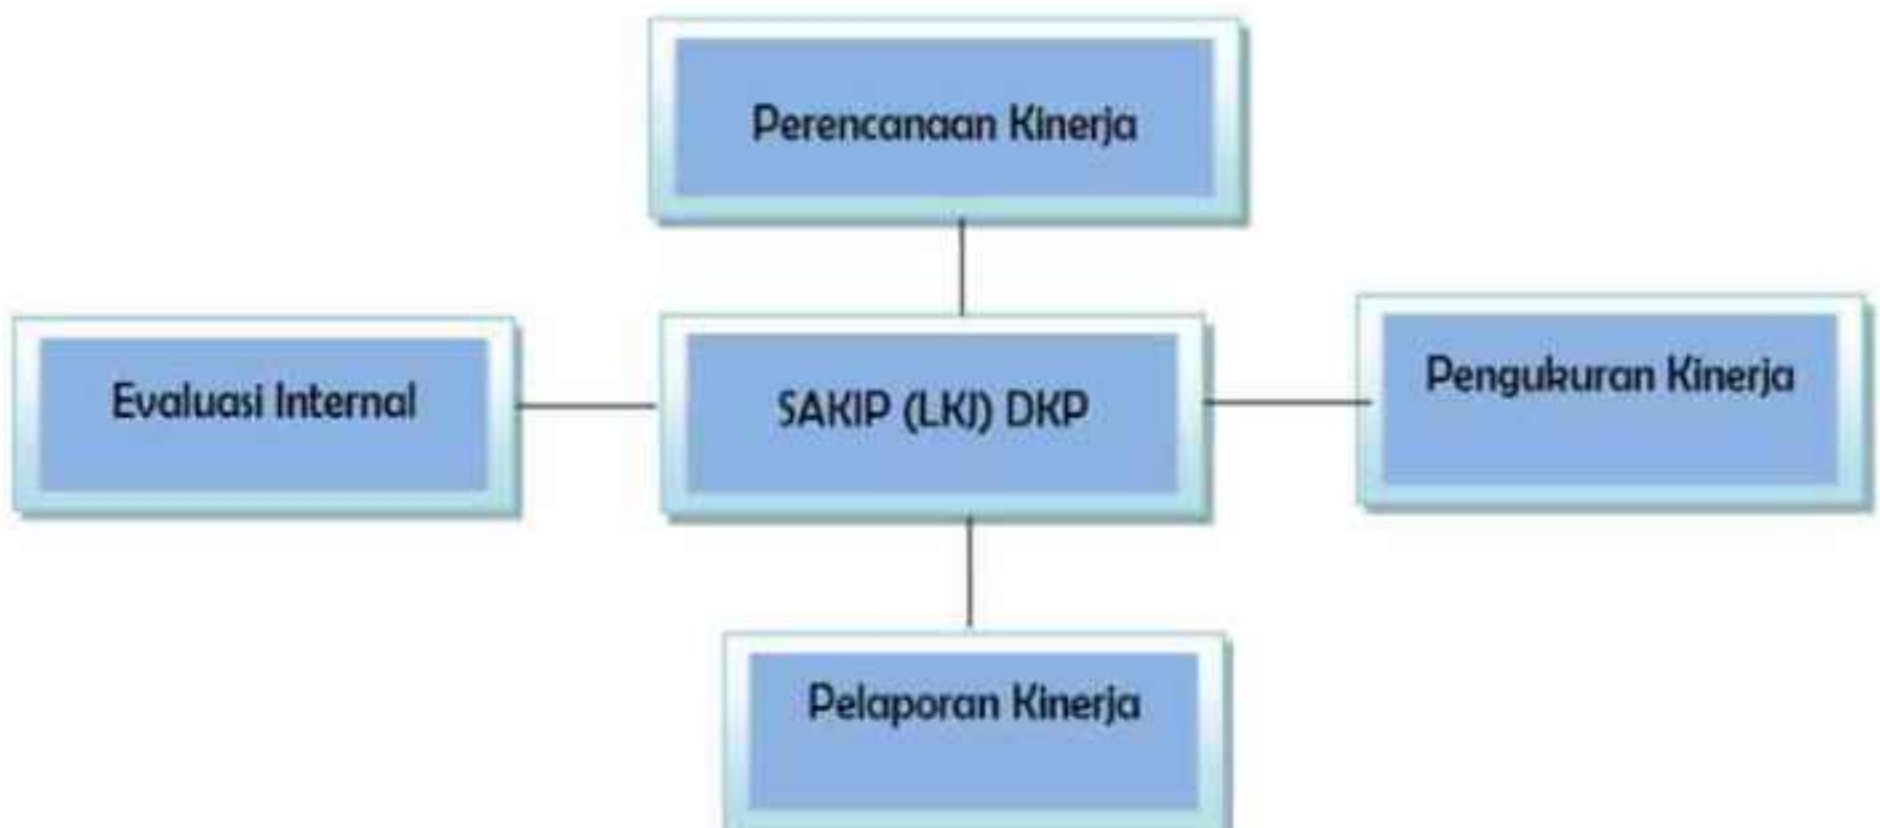 Perencanaan Kinerja
Evaluasi Internal
SAKIP (LKJ) DKP
Pengukuran Kinerja
Pelaporan Kinerja